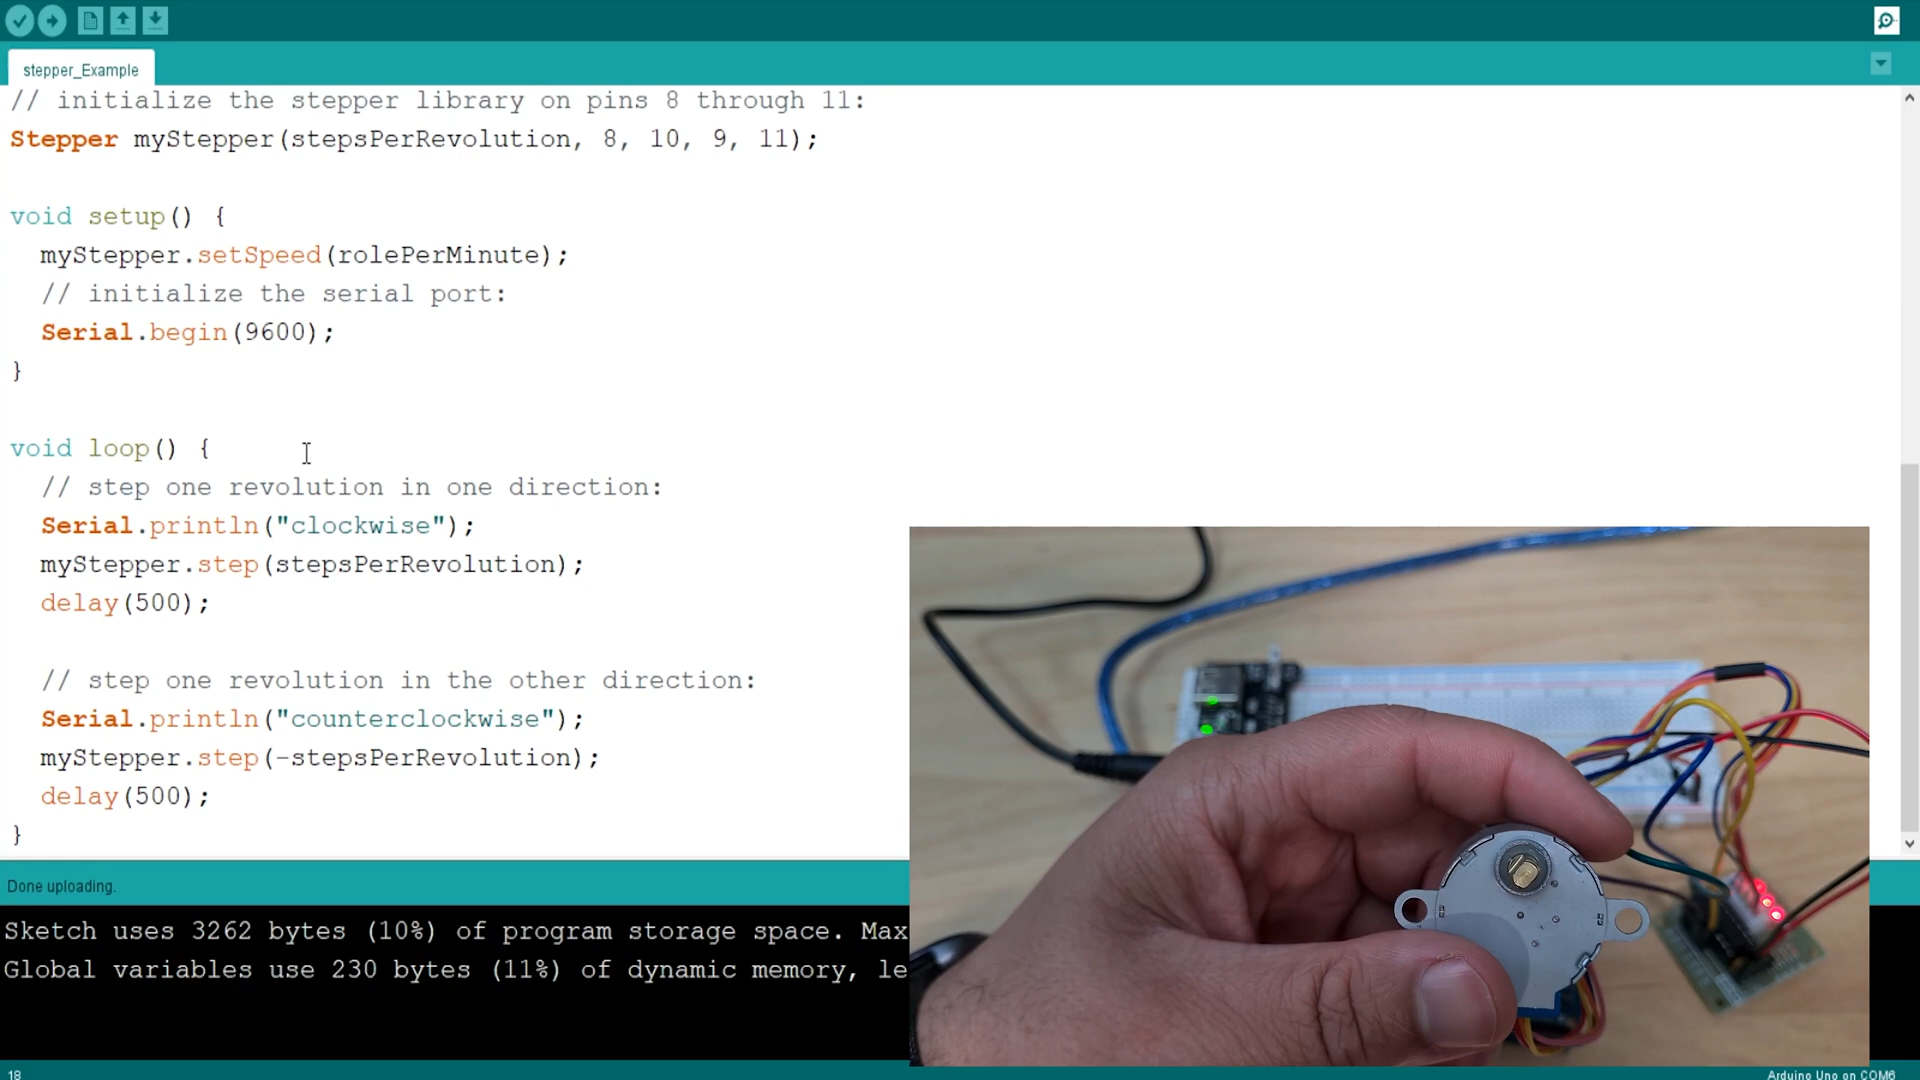 stepper_Example
// initialize the stepper library on pins 8 through 11:
Stepper myStepper(stepsPerRevolution, 8, 10, 9, 11);
void setup() {
myStepper.setSpeed(rolePerMinute);
// initialize the serial port:
Serial.begin(9600);
}
void loop() {
// step one revolution in one direction:
Serial.println("clockwise");
myStepper.step(stepsPerRevolution);
delay(500);
// step one revolution in the other direction:
Serial.println("counterclockwise");
myStepper.step(-stepsPerRevolution);
delay(500);
}
Done uploading.
Sketch uses 3262 bytes (10%) of program storage space. Max
Global variables use 230 bytes (11%) of dynamic memory, le
18
Arduino Uno on COM6